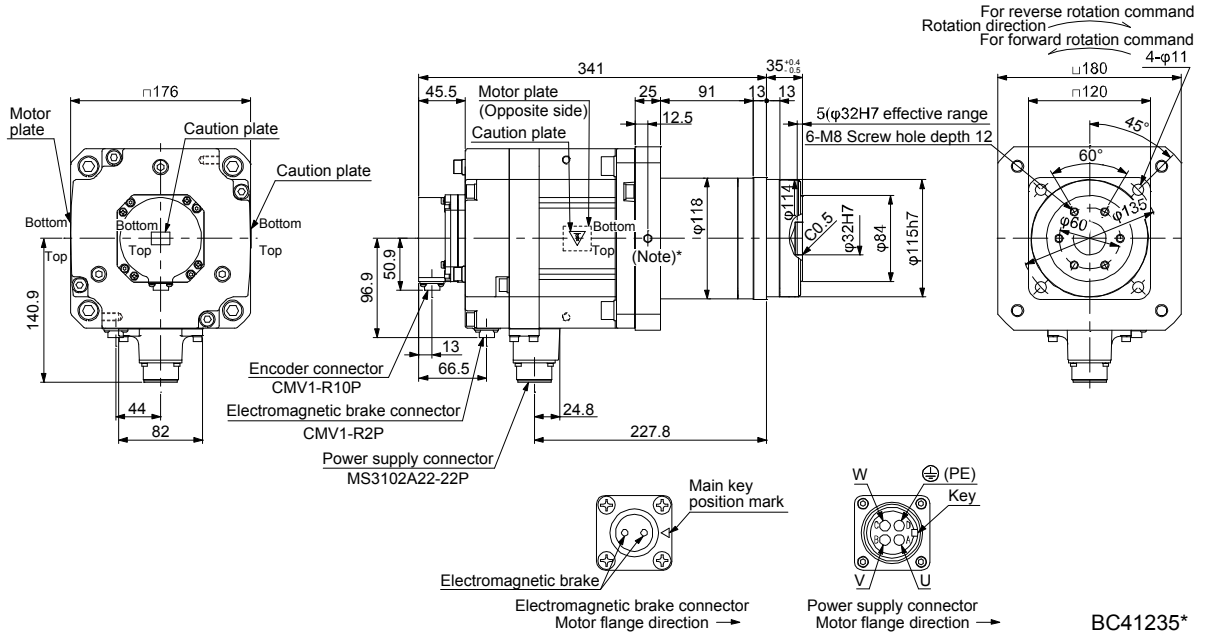 For reverse rotation command
Rotation direction
For forward rotation command
4-φ11
□176
Motor
plate
Caution plate
Caution plate
Bottom
Top
Bottom
Top
Bottom
Top
140.9
44
82
341
35 +0.4 -0.5
45.5
Motor plate
(Opposite side)
Caution plate
25
91
13
13
12.5
5(φ32H7 effective range
6-M8 Screw hole depth 12
Bottom
Top
(Note)*
φ118
φ114
C0.5
φ32H7
φ84
φ115h7
96.9
50.9
13
66.5
Encoder connector
CMV1-R10P
Electromagnetic brake connector
CMV1-R2P
Power supply connector
MS3102A22-22P
24.8
227.8
□180
□120
45°
60°
φ135
φ60
Main key
position mark
Electromagnetic brake
Electromagnetic brake connector
Motor flange direction
W
(PE)
Key
C
D
B
A
V
U
Power supply connector
Motor flange direction
BC41235*